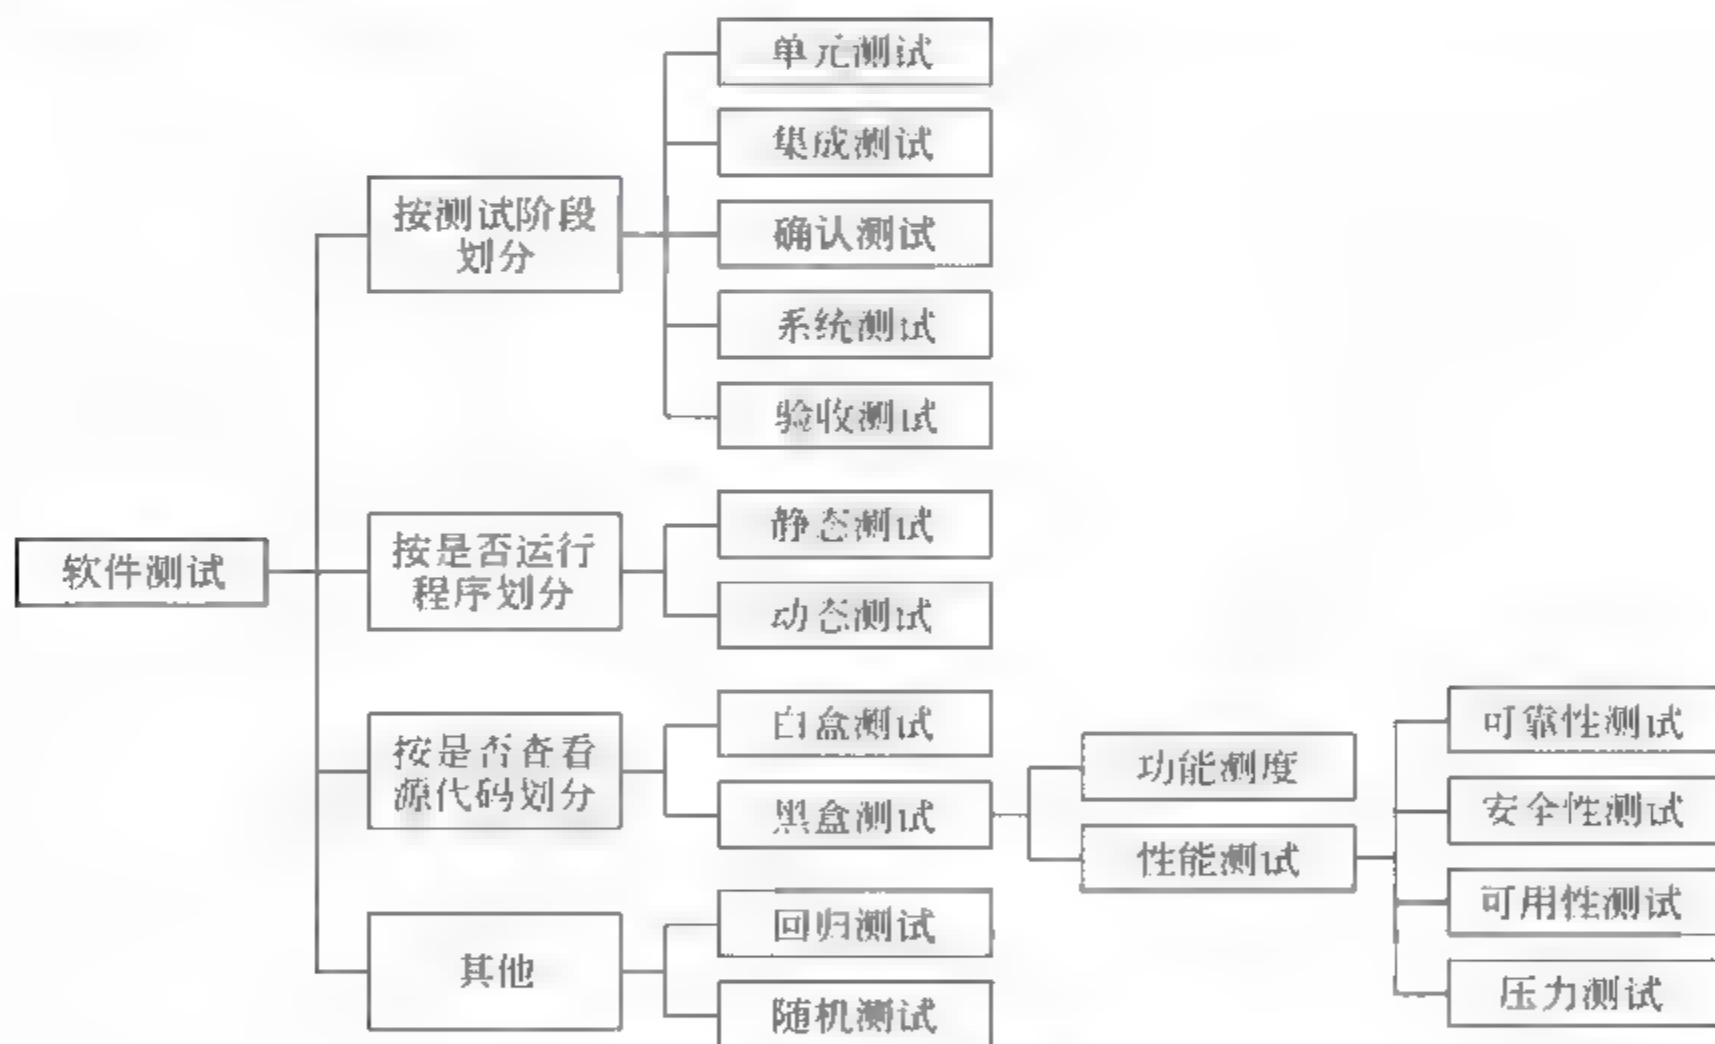 单元测试
集成测试
按测试阶段
划分
确认测试
系统测试
验收测试
软件测试
按是否运行
程序划分
静态测试
动态测试
按是否查看
源代码划分
白盒测试
黑盒测试
功能测度
性能测试
可靠性测试
安全性测试
可用性测试
压力测试
其他
回归测试
随机测试